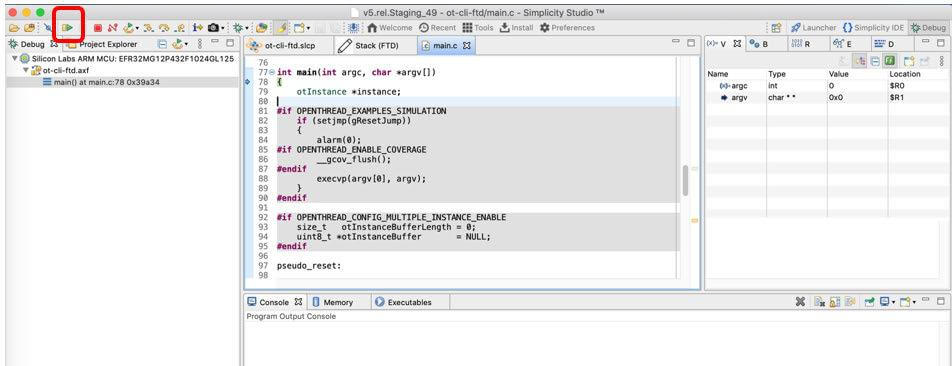 v5.rel.Staging_49 - ot-cli-ftd/main.c - Simplicity Studio ™
Welcome Recent Tools Install Preferences Launcher {} Simplicity IDE Debug
Debug Project Explorer
Silicon Labs ARM MCU: EFR32MG12P432F1024GL125
ot-cli-ftd.axf
main() at main.c:78 0x39a34
ot-cli-ftd.slcp Stack (FTD) main.c
76
77 int main(int argc, char *argv[])
78 {
79 otInstance *instance;
80
81 #if OPENTHREAD_EXAMPLES_SIMULATION
82 if (setjmp(gResetJump))
83 {
84 alarm(0);
85 #if OPENTHREAD_ENABLE_COVERAGE
86 __gcov_flush();
87 #endif
88 execvp(argv[0], argv);
89 }
90 #endif
91
92 #if OPENTHREAD_CONFIG_MULTIPLE_INSTANCE_ENABLE
93 size_t otInstanceBufferLength = 0;
94 uint8_t *otInstanceBuffer = NULL;
95 #endif
96
97 pseudo_reset:
98
(x)= V B R E D
Name Type Value Location
(x)= argc int 0 $R0
argv char * * 0x0 $R1
Console Memory Executables
Program Output Console